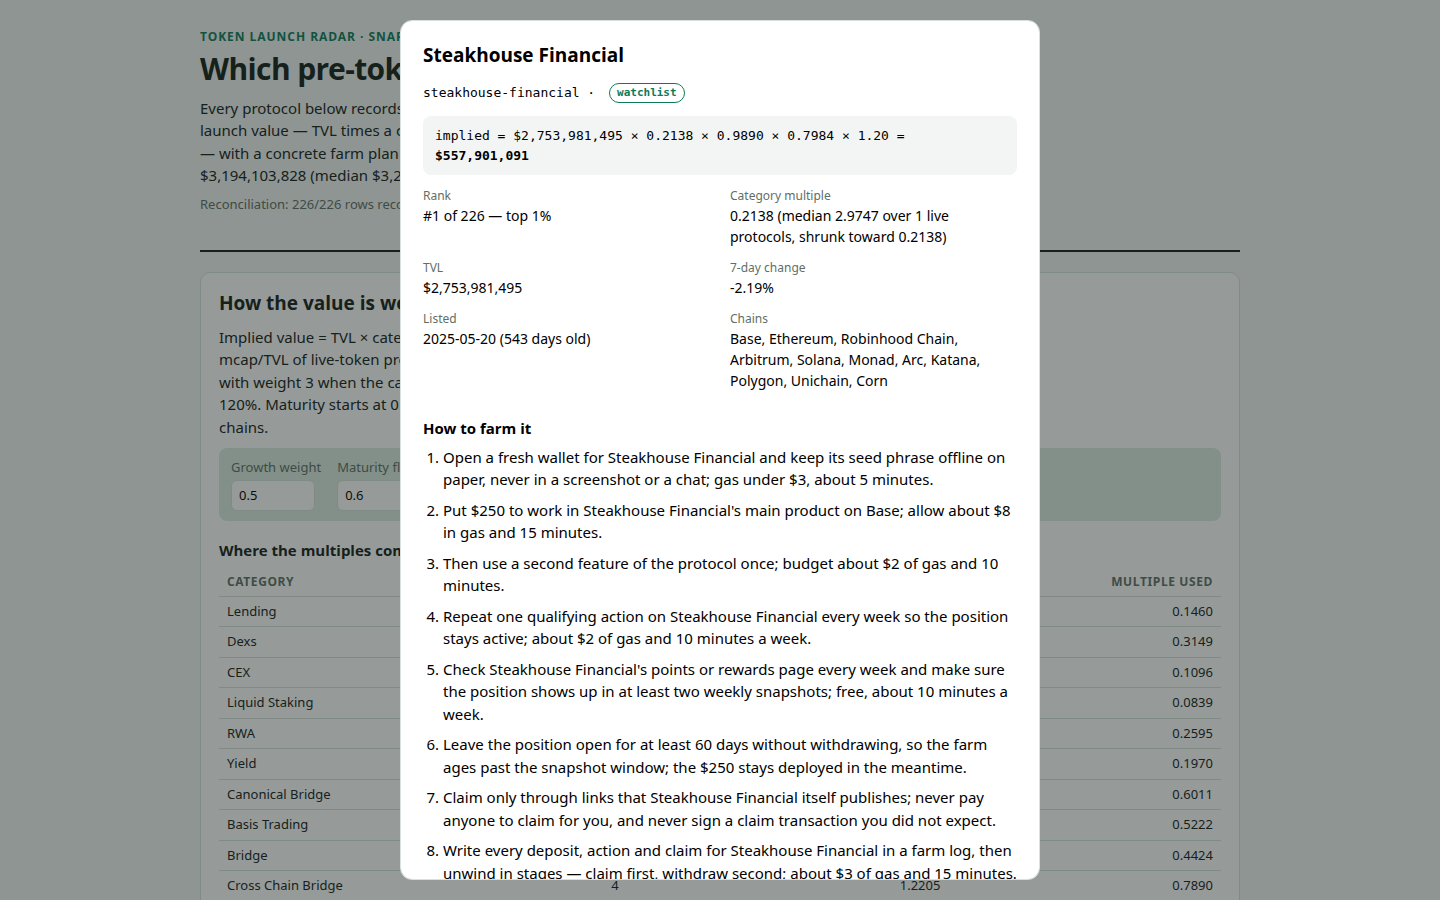 TOKEN LAUNCH RADAR · SNAP
Which pre-tok
Every protocol below records
launch value — TVL times a c
— with a concrete farm plan
$3,194,103,828 (median $3,2
Reconciliation: 226/226 rows reco
How the value is wo
Implied value = TVL × cate
mcap/TVL of live-token pro
with weight 3 when the ca
120%. Maturity starts at 0
chains.
Growth weight
Maturity fl
0.5
0.6
Where the multiples con
CATEGORY
MULTIPLE USED
Lending
0.1460
Dexs
0.3149
CEX
0.1096
Liquid Staking
0.0839
RWA
0.2595
Yield
0.1970
Canonical Bridge
0.6011
Basis Trading
0.5222
Bridge
0.4424
Cross Chain Bridge
4
1.2205
0.7890
Steakhouse Financial
steakhouse-financial ·
watchlist
implied = $2,753,981,495 × 0.2138 × 0.9890 × 0.7984 × 1.20 =
$557,901,091
Rank
#1 of 226 — top 1%
Category multiple
0.2138 (median 2.9747 over 1 live
protocols, shrunk toward 0.2138)
TVL
$2,753,981,495
7-day change
-2.19%
Listed
2025-05-20 (543 days old)
Chains
Base, Ethereum, Robinhood Chain,
Arbitrum, Solana, Monad, Arc, Katana,
Polygon, Unichain, Corn
How to farm it
1. Open a fresh wallet for Steakhouse Financial and keep its seed phrase offline on
paper, never in a screenshot or a chat; gas under $3, about 5 minutes.
2. Put $250 to work in Steakhouse Financial's main product on Base; allow about $8
in gas and 15 minutes.
3. Then use a second feature of the protocol once; budget about $2 of gas and 10
minutes.
4. Repeat one qualifying action on Steakhouse Financial every week so the position
stays active; about $2 of gas and 10 minutes a week.
5. Check Steakhouse Financial's points or rewards page every week and make sure
the position shows up in at least two weekly snapshots; free, about 10 minutes a
week.
6. Leave the position open for at least 60 days without withdrawing, so the farm
ages past the snapshot window; the $250 stays deployed in the meantime.
7. Claim only through links that Steakhouse Financial itself publishes; never pay
anyone to claim for you, and never sign a claim transaction you did not expect.
8. Write every deposit, action and claim for Steakhouse Financial in a farm log, then
unwind in stages — claim first, withdraw second; about $3 of gas and 15 minutes.